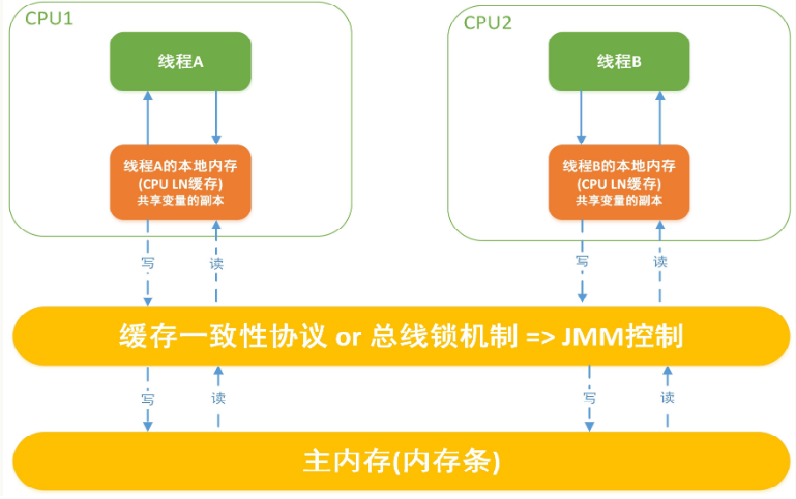 CPU1
CPU2
线程A
线程B
线程A的本地内存
(CPU LN缓存)
共享变量的副本
线程B的本地内存
(CPU LN缓存)
共享变量的副本
写
读
写
读
缓存一致性协议 or 总线锁机制 => JMM控制
写
读
写
读
主内存(内存条)